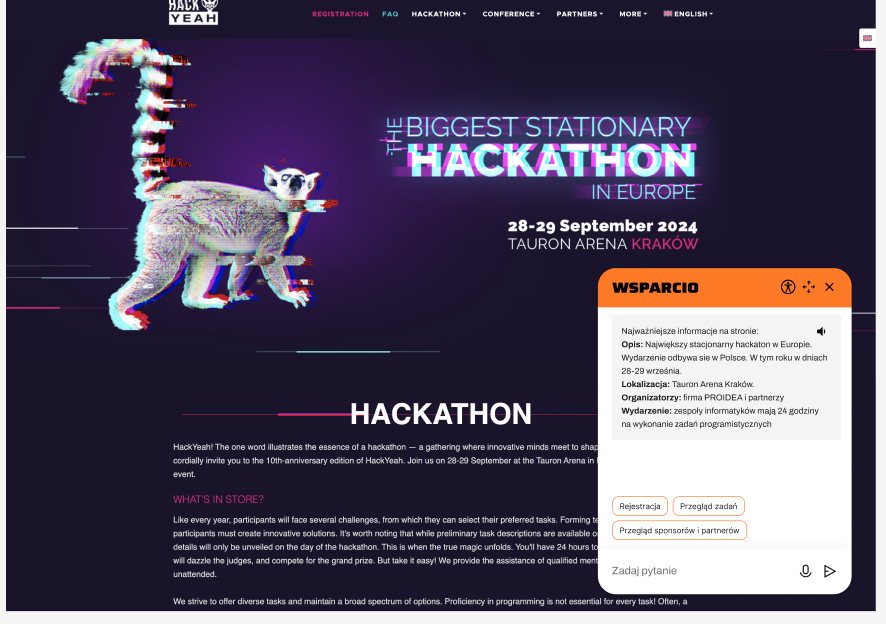 HACK
YEAH
REGISTRATION FAQ HACKATHON CONFERENCE PARTNERS MORE ENGLISH
THE BIGGEST STATIONARY
HACKATHON
IN EUROPE
28-29 September 2024
TAURON ARENA KRAKÓW
HACKATHON
HackYeah! The one word illustrates the essence of a hackathon — a gathering where innovative minds meet to shap
cordially invite you to the 10th-anniversary edition of HackYeah. Join us on 28-29 September at the Tauron Arena in
event.
WHAT'S IN STORE?
Like every year, participants will face several challenges, from which they can select their preferred tasks. Forming te
participants must create innovative solutions. It's worth noting that while preliminary task descriptions are available o
details will only be unveiled on the day of the hackathon. This is when the true magic unfolds. You'll have 24 hours to
will dazzle the judges, and compete for the grand prize. But take it easy! We provide the assistance of qualified ment
unattended.
We strive to offer diverse tasks and maintain a broad spectrum of options. Proficiency in programming is not essential for every task! Often, a
WSPARCIO
Najważniejsze informacje na stronie:
Opis: Największy stacjonarny hackaton w Europie.
Wydarzenie odbywa sie w Polsce. W tym roku w dniach
28-29 września.
Lokalizacja: Tauron Arena Kraków.
Organizatorzy: firma PROIDEA i partnerzy
Wydarzenie: zespoły informatyków mają 24 godziny
na wykonanie zadań programistycznych
Rejestracja Przegląd zadań
Przegląd sponsorów i partnerów
Zadaj pytanie